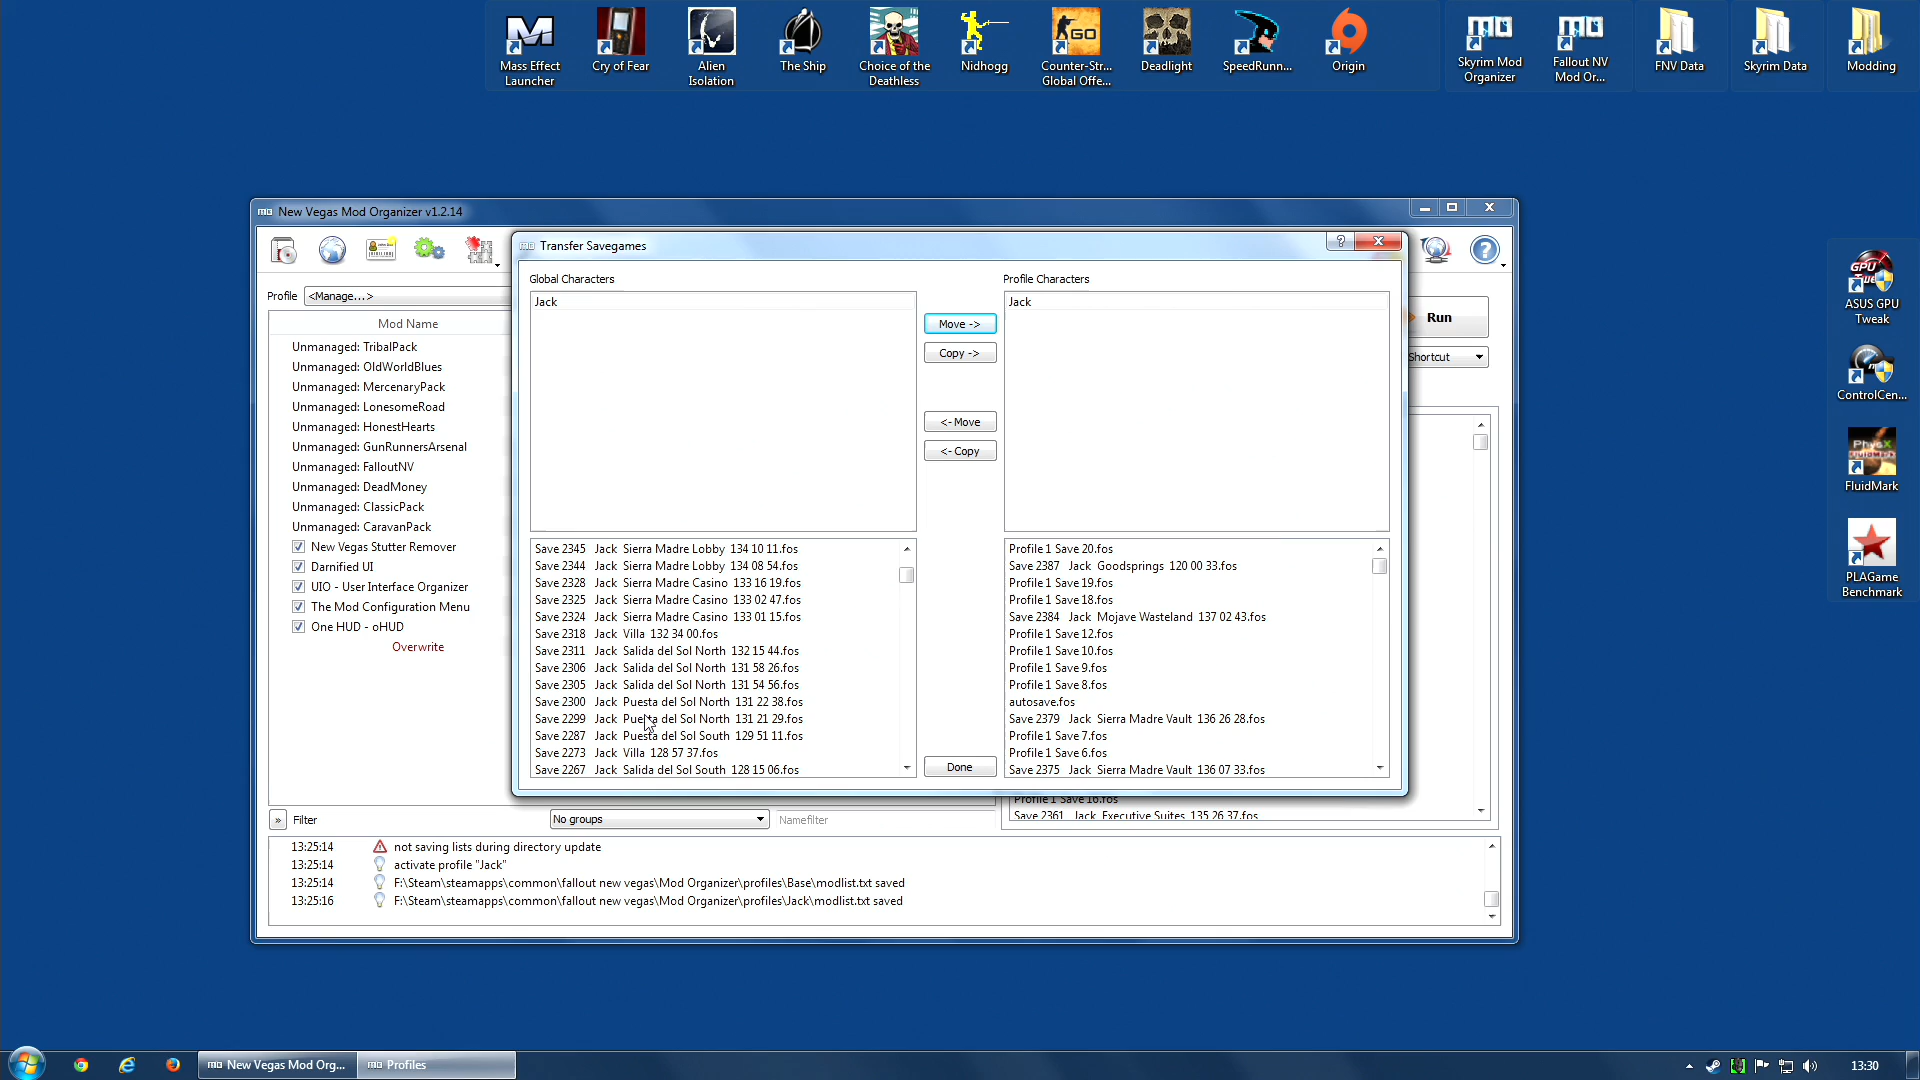 Mass Effect
Launcher
Cry of Fear
Alien
Isolation
The Ship
Choice of the
Deathless
Nidhogg
Counter-Str...
Global Offe...
GO
Deadlight
SpeedRunn...
Origin
Skyrim Mod
Organizer
Fallout NV
Mod Or...
FNV Data
Skyrim Data
Modding
New Vegas Mod Organizer v1.2.14
Profile <Manage...>
Mod Name
Unmanaged: TribalPack
Unmanaged: OldWorldBlues
Unmanaged: MercenaryPack
Unmanaged: LonesomeRoad
Unmanaged: HonestHearts
Unmanaged: GunRunnersArsenal
Unmanaged: FalloutNV
Unmanaged: DeadMoney
Unmanaged: ClassicPack
Unmanaged: CaravanPack
New Vegas Stutter Remover
Darnified UI
UIO - User Interface Organizer
The Mod Configuration Menu
One HUD - oHUD
Overwrite
Transfer Savegames
Global Characters
Jack
Move ->
Copy ->
<- Move
<- Copy
Profile Characters
Jack
Save 2345 Jack Sierra Madre Lobby 134 10 11.fos
Save 2344 Jack Sierra Madre Lobby 134 08 54.fos
Save 2328 Jack Sierra Madre Casino 133 16 19.fos
Save 2325 Jack Sierra Madre Casino 133 02 47.fos
Save 2324 Jack Sierra Madre Casino 133 01 15.fos
Save 2318 Jack Villa 132 34 00.fos
Save 2311 Jack Salida del Sol North 132 15 44.fos
Save 2306 Jack Salida del Sol North 131 58 26.fos
Save 2305 Jack Salida del Sol North 131 54 56.fos
Save 2300 Jack Puesta del Sol North 131 22 38.fos
Save 2299 Jack Puesta del Sol North 131 21 29.fos
Save 2287 Jack Puesta del Sol South 129 51 11.fos
Save 2273 Jack Villa 128 57 37.fos
Save 2267 Jack Salida del Sol South 128 15 06.fos
Done
Profile 1 Save 20.fos
Save 2387 Jack Goodsprings 120 00 33.fos
Profile 1 Save 19.fos
Profile 1 Save 18.fos
Save 2384 Jack Mojave Wasteland 137 02 43.fos
Profile 1 Save 12.fos
Profile 1 Save 10.fos
Profile 1 Save 9.fos
Profile 1 Save 8.fos
autosave.fos
Save 2379 Jack Sierra Madre Vault 136 26 28.fos
Profile 1 Save 7.fos
Profile 1 Save 6.fos
Save 2375 Jack Sierra Madre Vault 136 07 33.fos
Run
Shortcut
Profile 1 Save 16.fos
Save 2361 Jack Executive Suites 135 26 37.fos
» Filter
No groups
Namefilter
13:25:14 not saving lists during directory update
13:25:14 activate profile "Jack"
13:25:14 F:\Steam\steamapps\common\fallout new vegas\Mod Organizer\profiles\Base\modlist.txt saved
13:25:16 F:\Steam\steamapps\common\fallout new vegas\Mod Organizer\profiles\Jack\modlist.txt saved
GPU
ASUS GPU
Tweak
ControlCen...
PhysX
FluidMark
FluidMark
PLAGame
Benchmark
New Vegas Mod Org...
Profiles
13:30